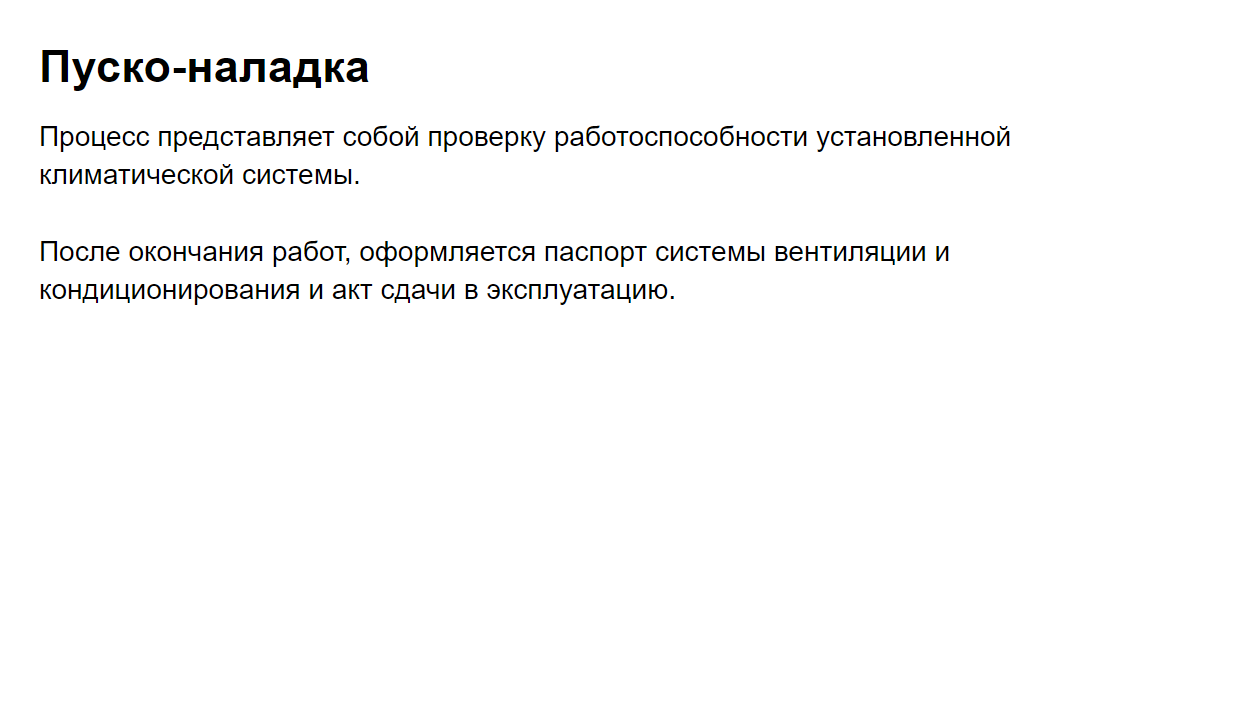 Пуско-наладка
Процесс представляет собой проверку работоспособности установленной
климатической системы.
После окончания работ, оформляется паспорт системы вентиляции и
кондиционирования и акт сдачи в эксплуатацию.